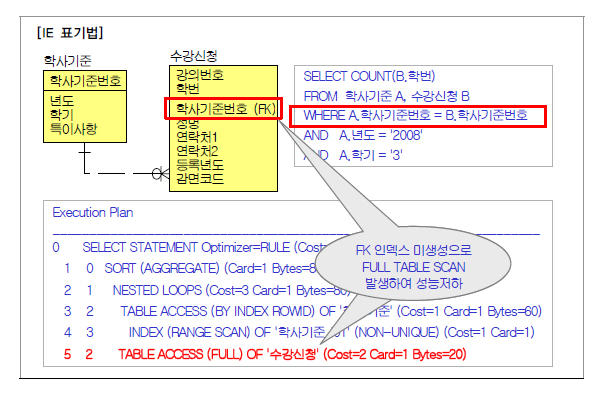 [IE 표기법]
학사기준
학사기준번호
년도
학기
특이사항
수강신청
강의번호
학번
학사기준번호 (FK)
성명
연락처1
연락처2
등록년도
감면코드
SELECT COUNT(B.학번)
FROM 학사기준 A, 수강신청 B
WHERE A.학사기준번호 = B.학사기준번호
AND A.년도 = '2008'
AND A.학기 = '3'
FK 인덱스 미생성으로
FULL TABLE SCAN
발생하여 성능저하
Execution Plan
0 SELECT STATEMENT Optimizer=RULE (Cost=
1 0 SORT (AGGREGATE) (Card=1 Bytes=8
2 1 NESTED LOOPS (Cost=3 Card=1 Bytes=80)
3 2 TABLE ACCESS (BY INDEX ROWID) OF '학사기준' (Cost=1 Card=1 Bytes=60)
4 3 INDEX (RANGE SCAN) OF '학사기준_01' (NON-UNIQUE) (Cost=1 Card=1)
5 2 TABLE ACCESS (FULL) OF '수강신청' (Cost=2 Card=1 Bytes=20)